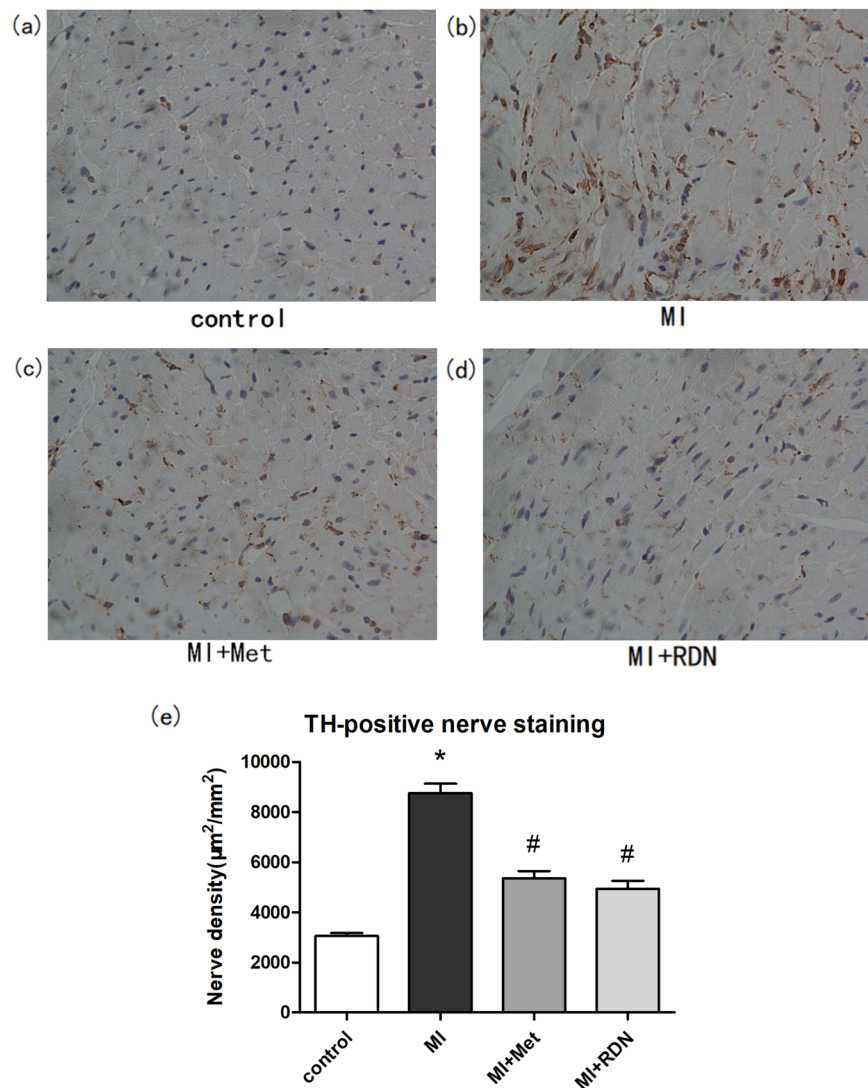 (a)
control
(b)
MI
(c)
MI+Met
(d)
MI+RDN
(e)
TH-positive nerve staining
Nerve density(μm²/mm²)
10000
8000
6000
4000
2000
0
*
#
#
control
MI
MI+Met
MI+RDN